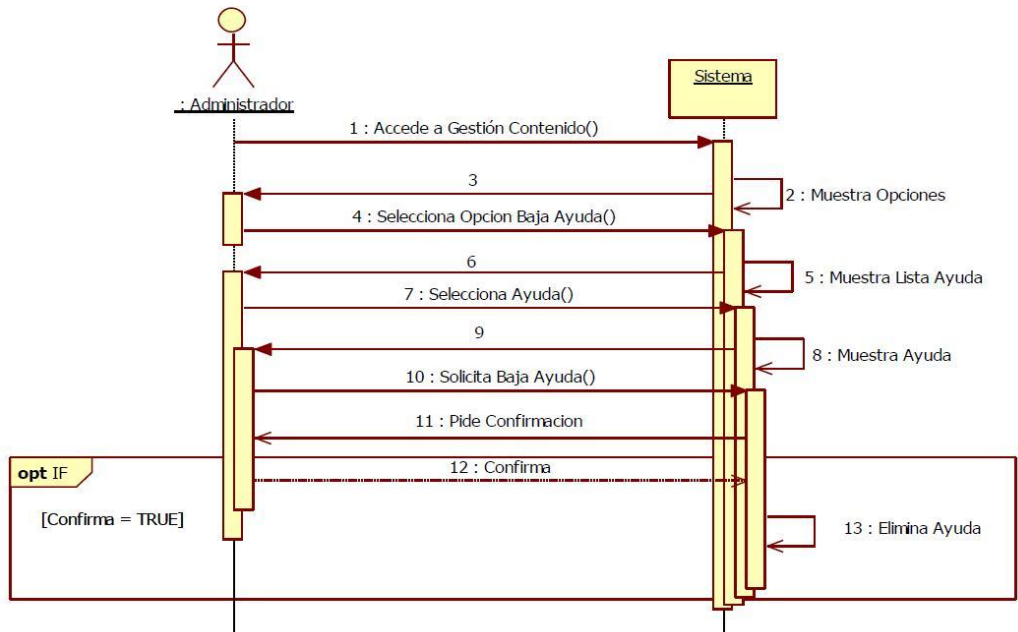 Sistema
: Administrador
1 : Accede a Gestión Contenido()
3
2 : Muestra Opciones
4 : Selecciona Opcion Baja Ayuda()
6
5 : Muestra Lista Ayuda
7 : Selecciona Ayuda()
9
8 : Muestra Ayuda
10 : Solicita Baja Ayuda()
11 : Pide Confirmacion
opt IF
12 : Confirma
[Confirma = TRUE]
13 : Elimina Ayuda